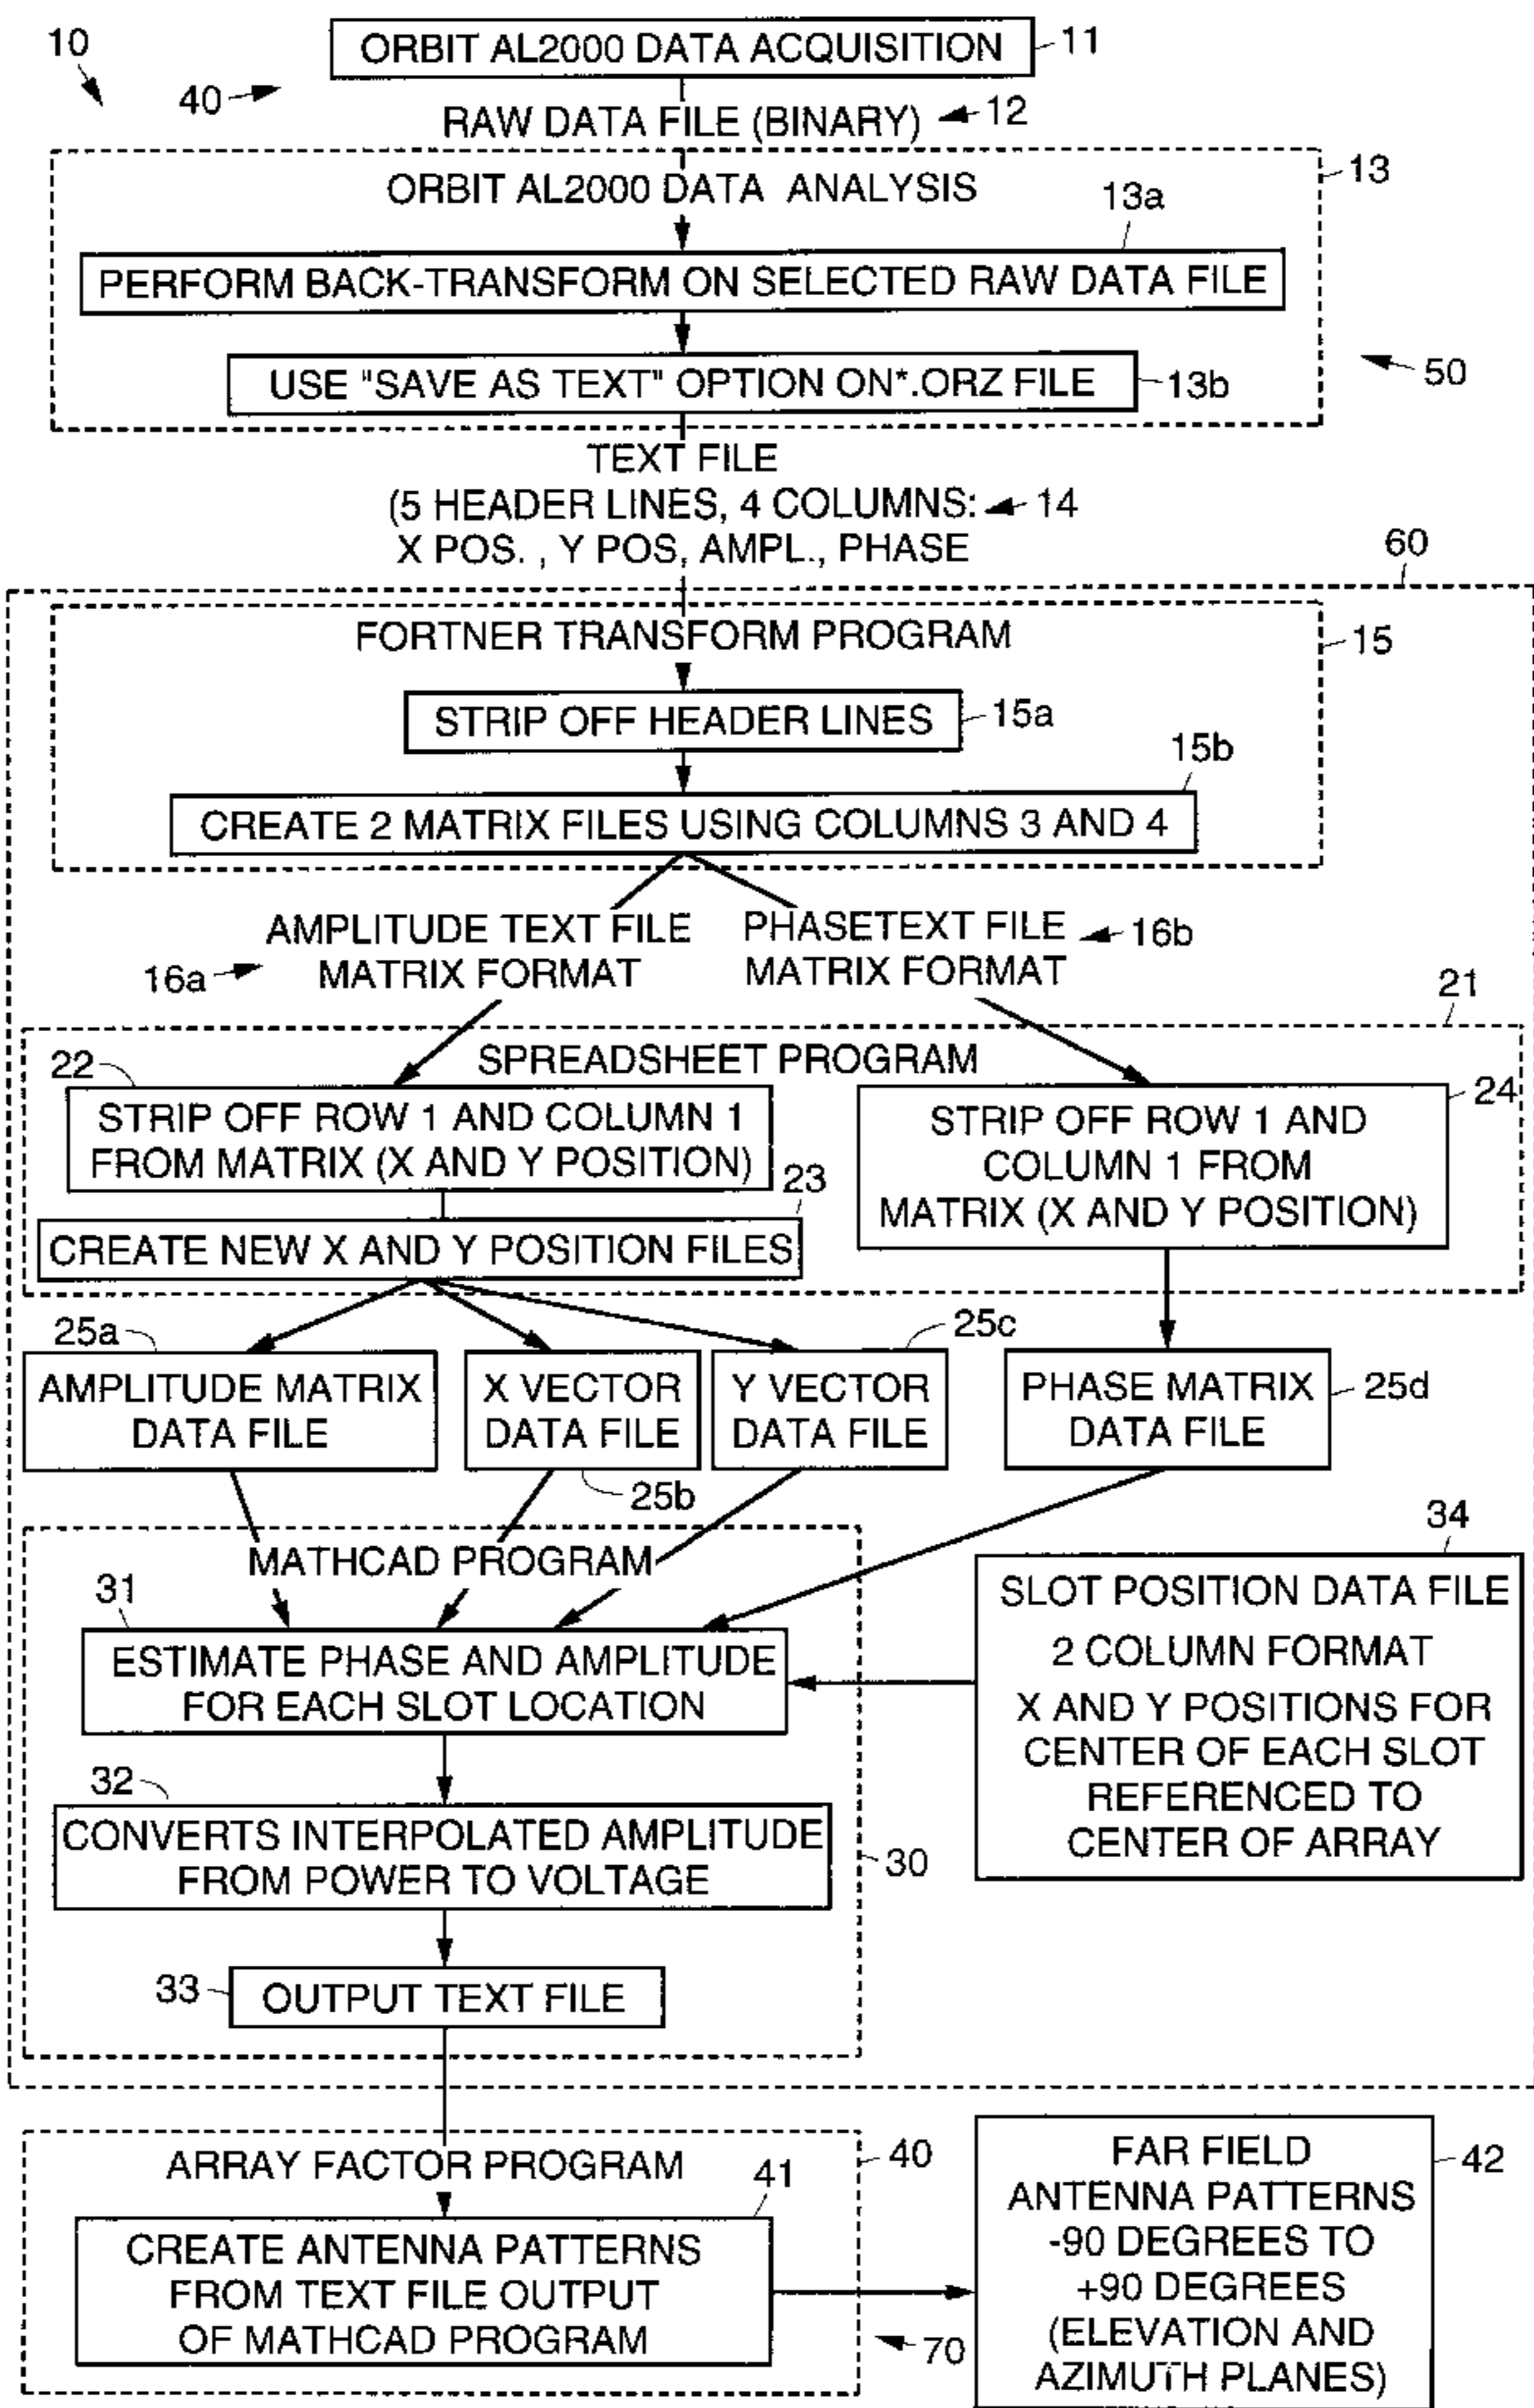 10
ORBIT AL2000 DATA ACQUISITION
11
40
RAW DATA FILE (BINARY)
12
13
ORBIT AL2000 DATA ANALYSIS
13a
PERFORM BACK-TRANSFORM ON SELECTED RAW DATA FILE
USE "SAVE AS TEXT" OPTION ON*.ORZ FILE
13b
50
TEXT FILE
(5 HEADER LINES, 4 COLUMNS:
14
X POS. , Y POS, AMPL., PHASE
60
FORTNER TRANSFORM PROGRAM
15
STRIP OFF HEADER LINES
15a
15b
CREATE 2 MATRIX FILES USING COLUMNS 3 AND 4
AMPLITUDE TEXT FILE
MATRIX FORMAT
16a
PHASETEXT FILE
MATRIX FORMAT
16b
21
SPREADSHEET PROGRAM
22
STRIP OFF ROW 1 AND COLUMN 1
FROM MATRIX (X AND Y POSITION)
23
CREATE NEW X AND Y POSITION FILES
24
STRIP OFF ROW 1 AND
COLUMN 1 FROM
MATRIX (X AND Y POSITION)
25a
AMPLITUDE MATRIX
DATA FILE
X VECTOR
DATA FILE
25b
25c
Y VECTOR
DATA FILE
PHASE MATRIX
DATA FILE
25d
MATHCAD PROGRAM
31
ESTIMATE PHASE AND AMPLITUDE
FOR EACH SLOT LOCATION
34
SLOT POSITION DATA FILE
2 COLUMN FORMAT
X AND Y POSITIONS FOR
CENTER OF EACH SLOT
REFERENCED TO
CENTER OF ARRAY
32
CONVERTS INTERPOLATED AMPLITUDE
FROM POWER TO VOLTAGE
30
33
OUTPUT TEXT FILE
ARRAY FACTOR PROGRAM
40
41
CREATE ANTENNA PATTERNS
FROM TEXT FILE OUTPUT
OF MATHCAD PROGRAM
70
FAR FIELD
ANTENNA PATTERNS
-90 DEGREES TO
+90 DEGREES
(ELEVATION AND
AZIMUTH PLANES)
42